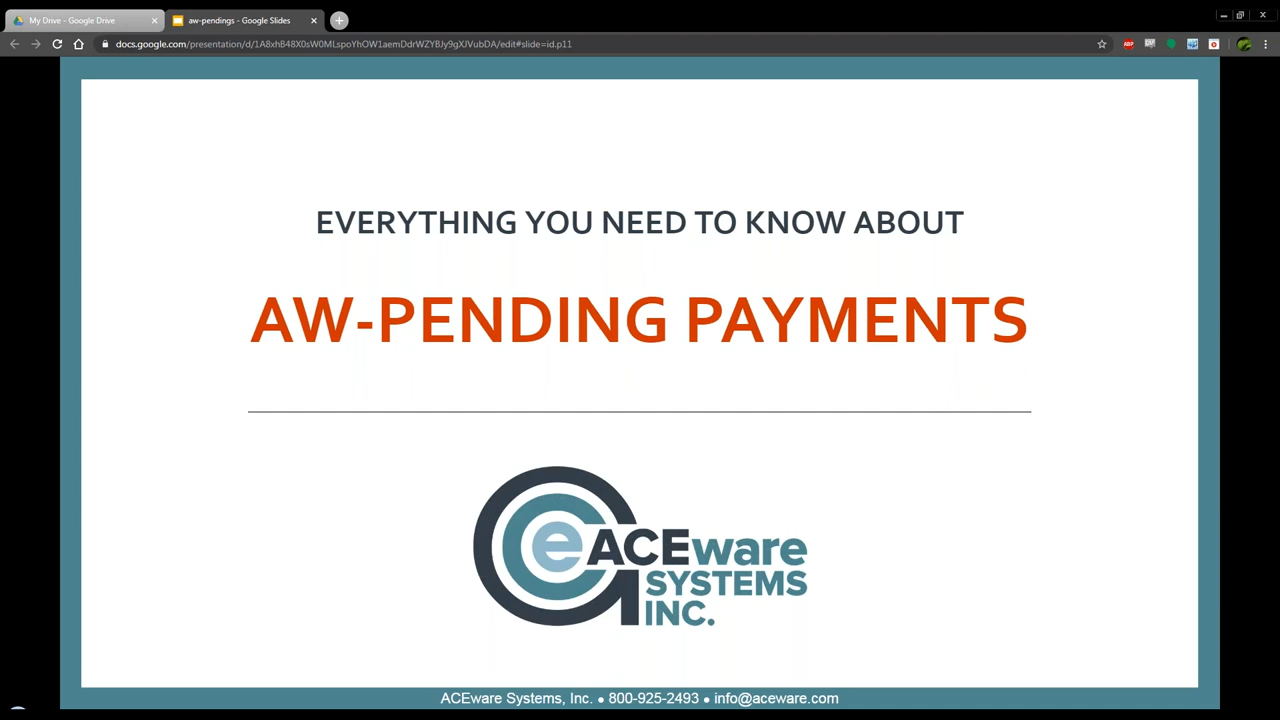 My Drive - Google Drive
aw-pendings - Google Slides
docs.google.com/presentation/d/1A8xhB48X0sW0MLspoYhOW1aemDdrWZYBJy9gXJVubDA/edit#slide=id.p11
ABP
EVERYTHING YOU NEED TO KNOW ABOUT
AW-PENDING PAYMENTS
e ACEware
SYSTEMS
INC.
ACEware Systems, Inc. ● 800-925-2493 ● info@aceware.com